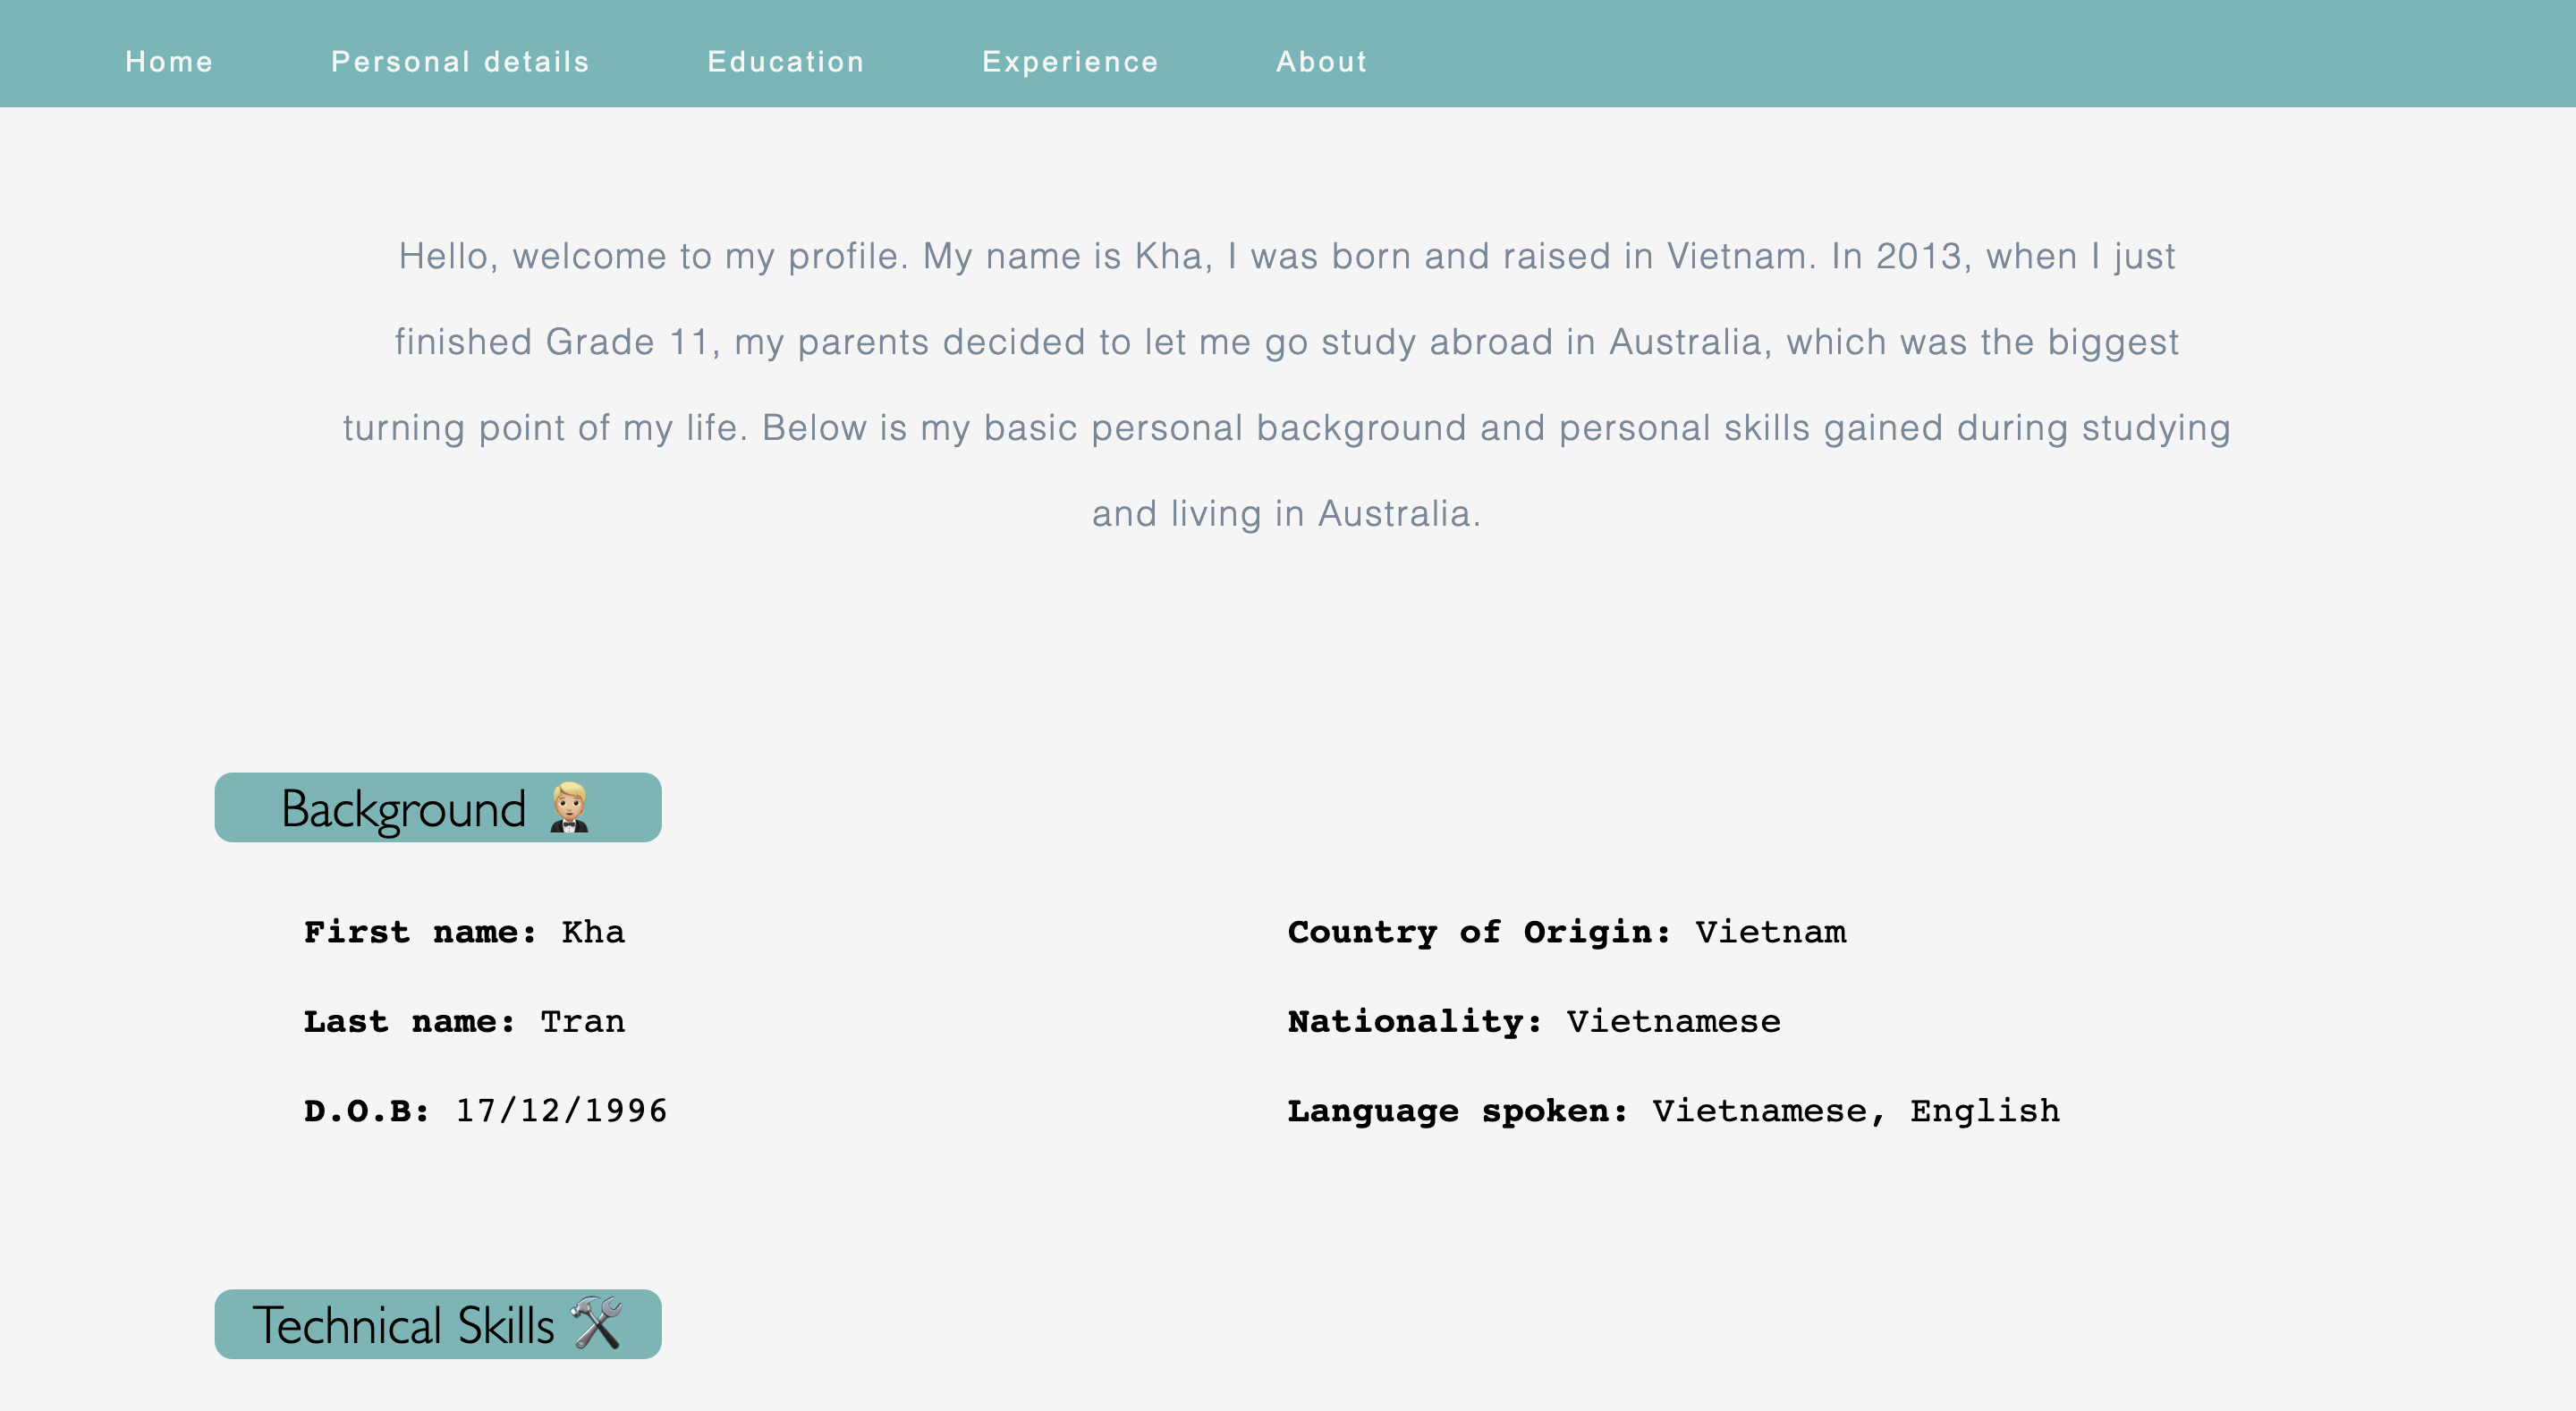 Home Personal details Education Experience About
Hello, welcome to my profile. My name is Kha, I was born and raised in Vietnam. In 2013, when I just
finished Grade 11, my parents decided to let me go study abroad in Australia, which was the biggest
turning point of my life. Below is my basic personal background and personal skills gained during studying
and living in Australia.
Background 🤵🏼
First name: Kha
Last name: Tran
D.O.B: 17/12/1996
Country of Origin: Vietnam
Nationality: Vietnamese
Language spoken: Vietnamese, English
Technical Skills 🛠